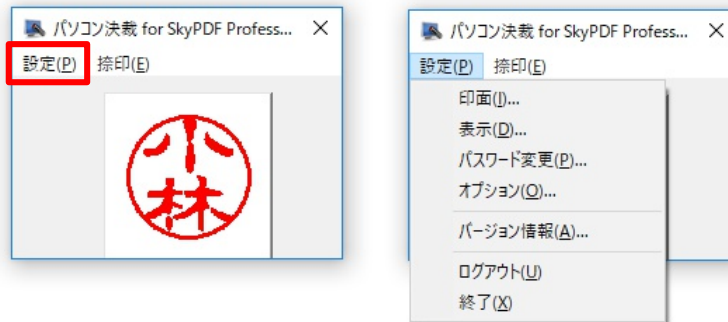 パソコン決裁 for SkyPDF Profess...
設定(P) 捺印(E)
小林
パソコン決裁 for SkyPDF Profess...
設定(P) 捺印(E)
印面(I)...
表示(D)...
パスワード変更(P)...
オプション(O)...
バージョン情報(A)...
ログアウト(U)
終了(X)